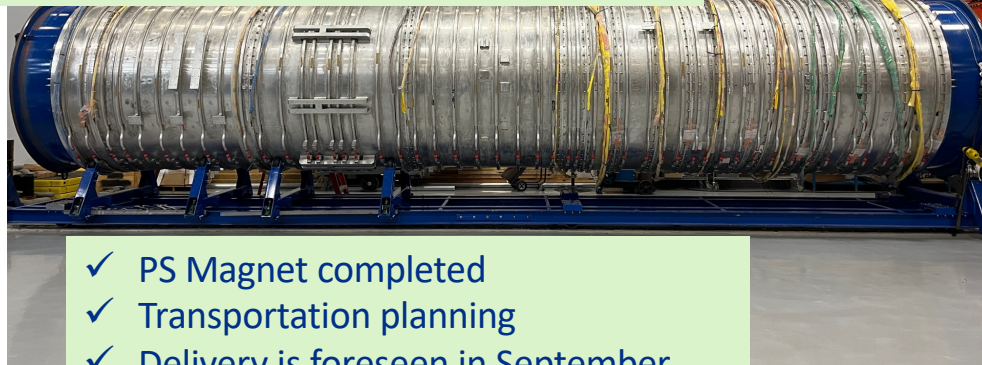 ✓ PS Magnet completed
✓ Transportation planning
✓ Delivery is foreseen in September